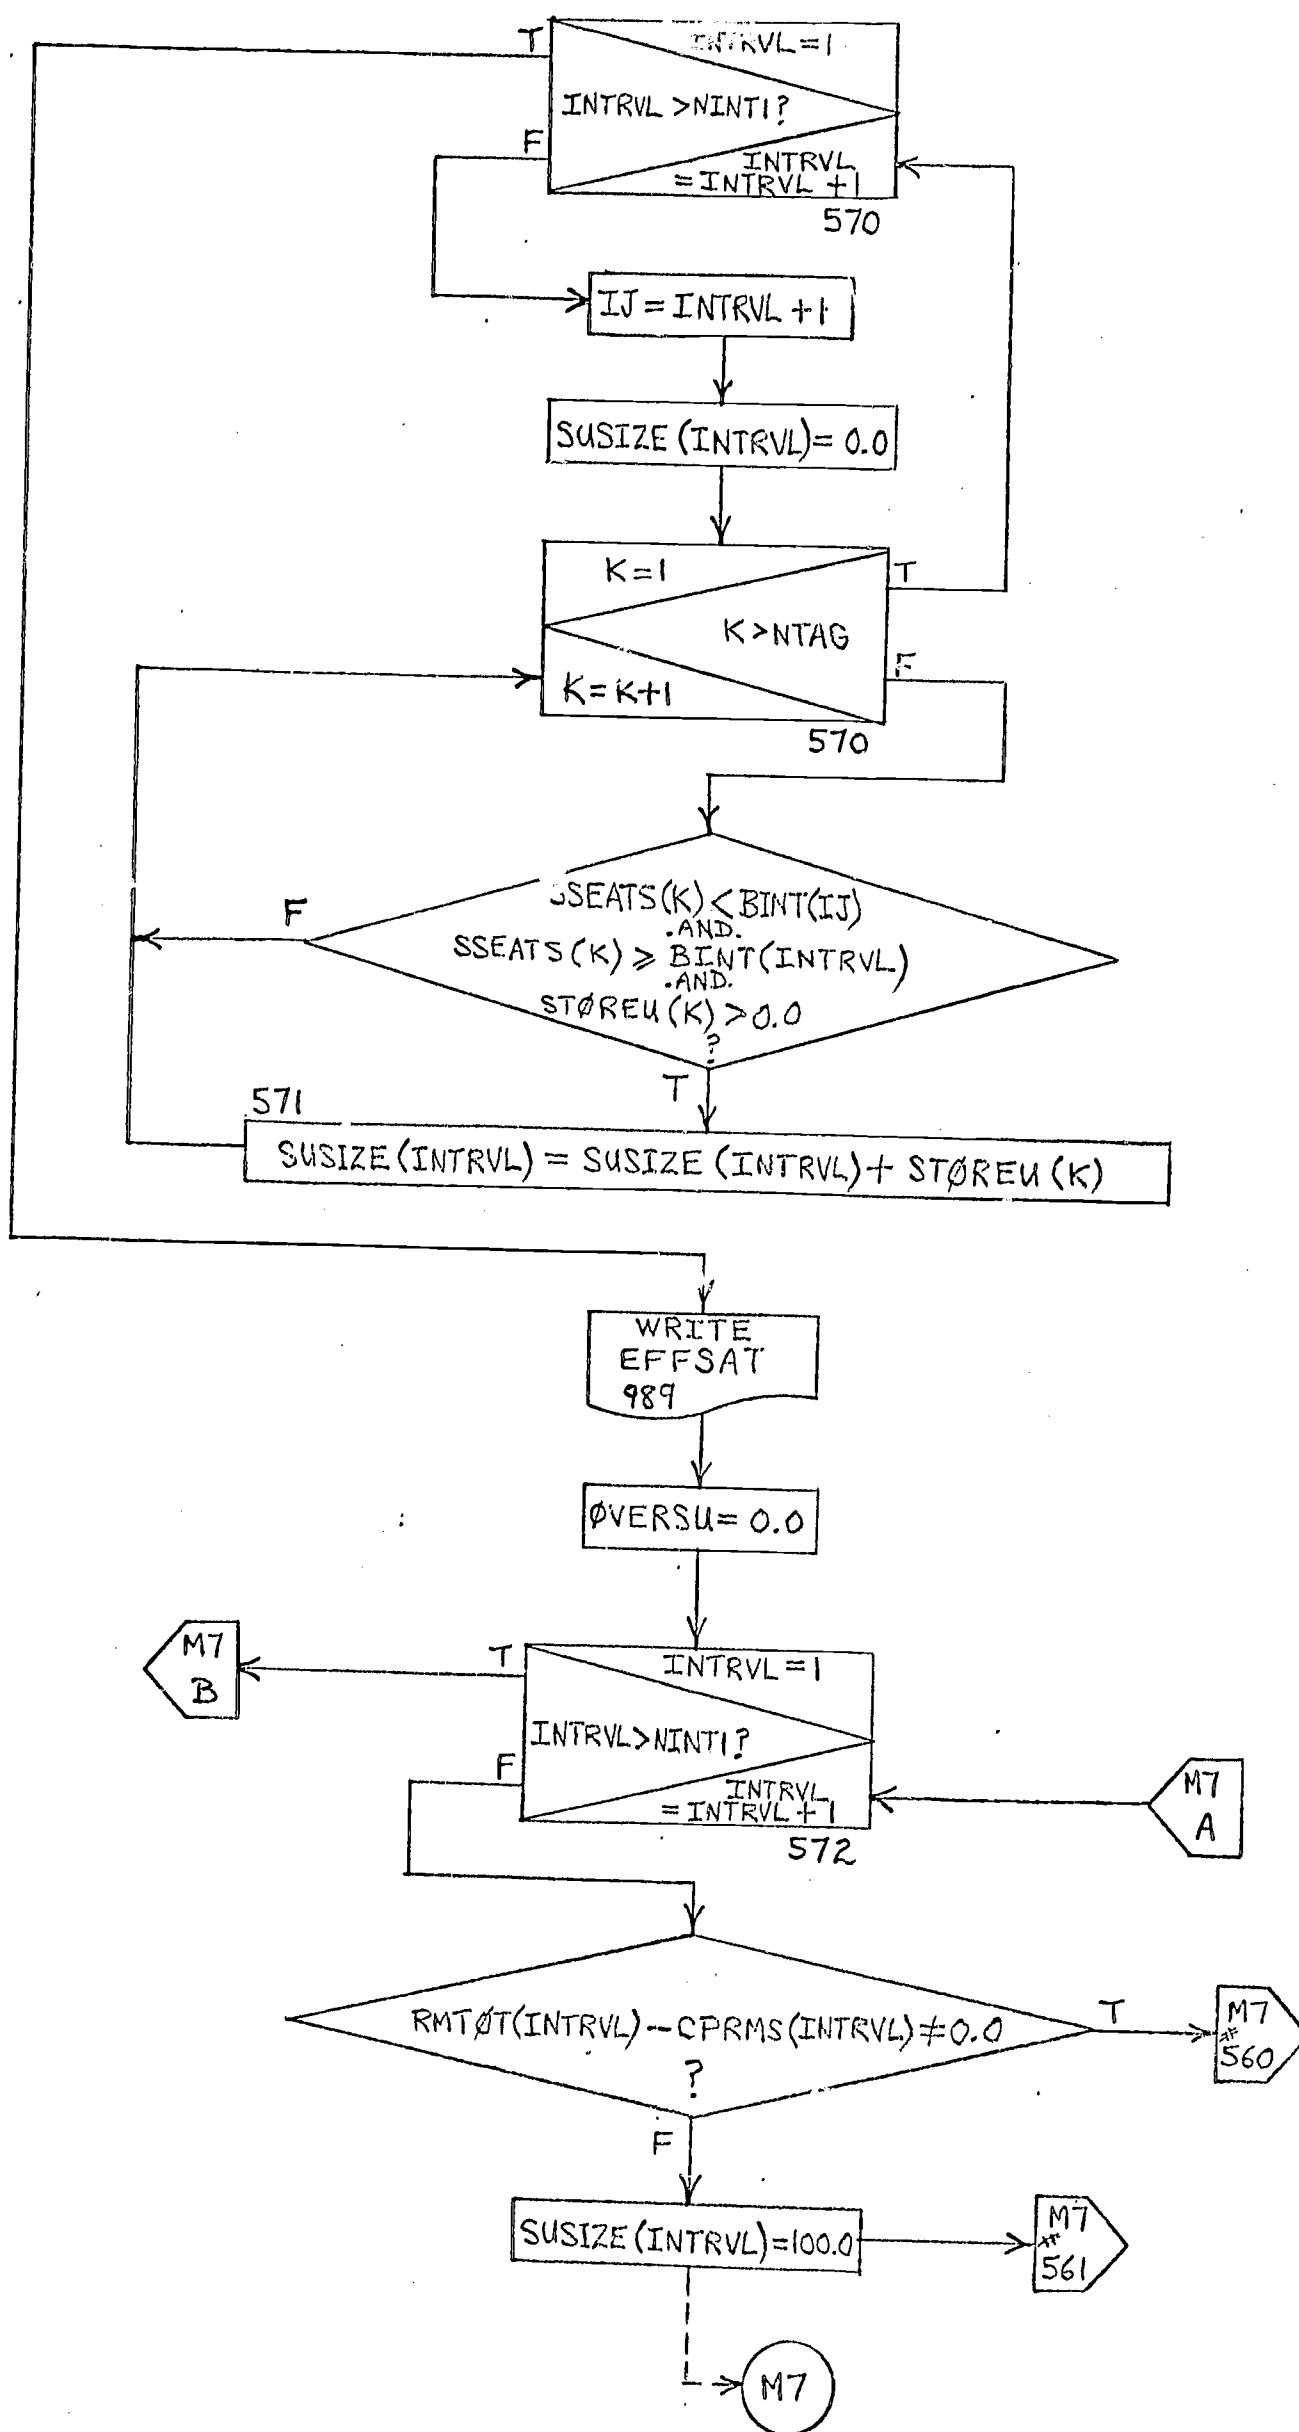 T
INTRVL=1
INTRVL >NINT1?
F
INTRVL
=INTRVL +1
570
IJ = INTRVL +1
SUSIZE (INTRVL)= 0.0
K=1
T
K>NTAG
F
K=K+1
570
SSEATS(K)<BINT(IJ)
.AND.
F
SSEATS(K) ≥ BINT(INTRVL)
.AND.
STØREU(K) >0.0
?
T
571
SUSIZE(INTRVL) = SUSIZE (INTRVL)+ STØREU (K)
WRITE
EFFSAT
989
ØVERSU= 0.0
M7
B
T
INTRVL =1
INTRVL>NINT1?
F
INTRVL
=INTRVL +1
572
M7
A
RMTØT(INTRVL)-CPRMS(INTRVL)≠0.0
?
T
M7
**
560
F
SUSIZE(INTRVL)=100.0
M7
**
561
M7